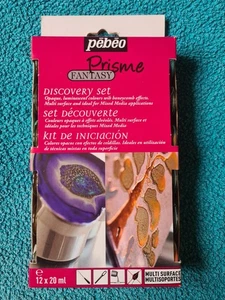 pébéo
Prisme
FANTASY
DISCOVERY SET
Opaque, luminescent colours with honeycomb effects.
Multi surface and ideal for Mixed Media applications
SET DÉCOUVERTE
Couleurs opaques à effets alvéolés. Multi surface et
idéales pour les techniques Mixed Media
KIT DE INICIACIÓN
Colores opacos con efectos de celdillas. Ideales en utilización
de técnicas mixtas en toda superficie
12 x 20 ml
MULTI SURFACE
MULTISOPORTES